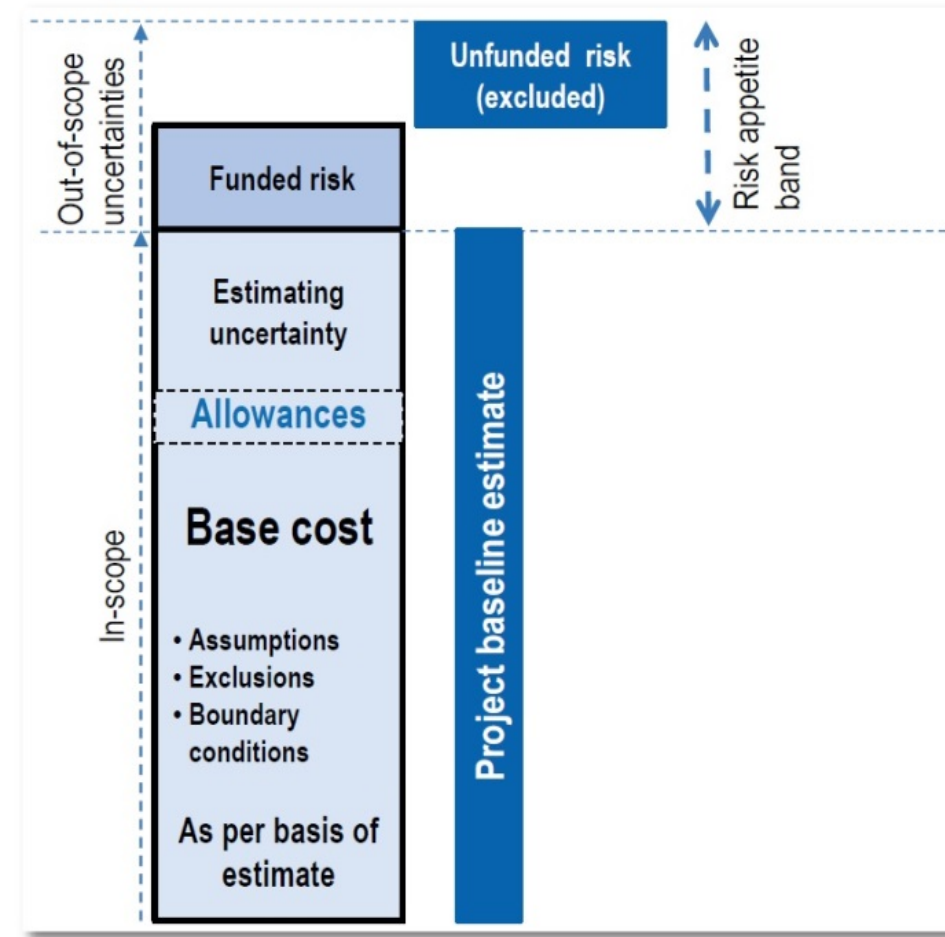 Out-of-scope
uncertainties
Unfunded risk
(excluded)
Risk appetite
band
Funded risk
Estimating
uncertainty
Allowances
Base cost
• Assumptions
• Exclusions
• Boundary
conditions
As per basis of
estimate
In-scope
Project baseline estimate